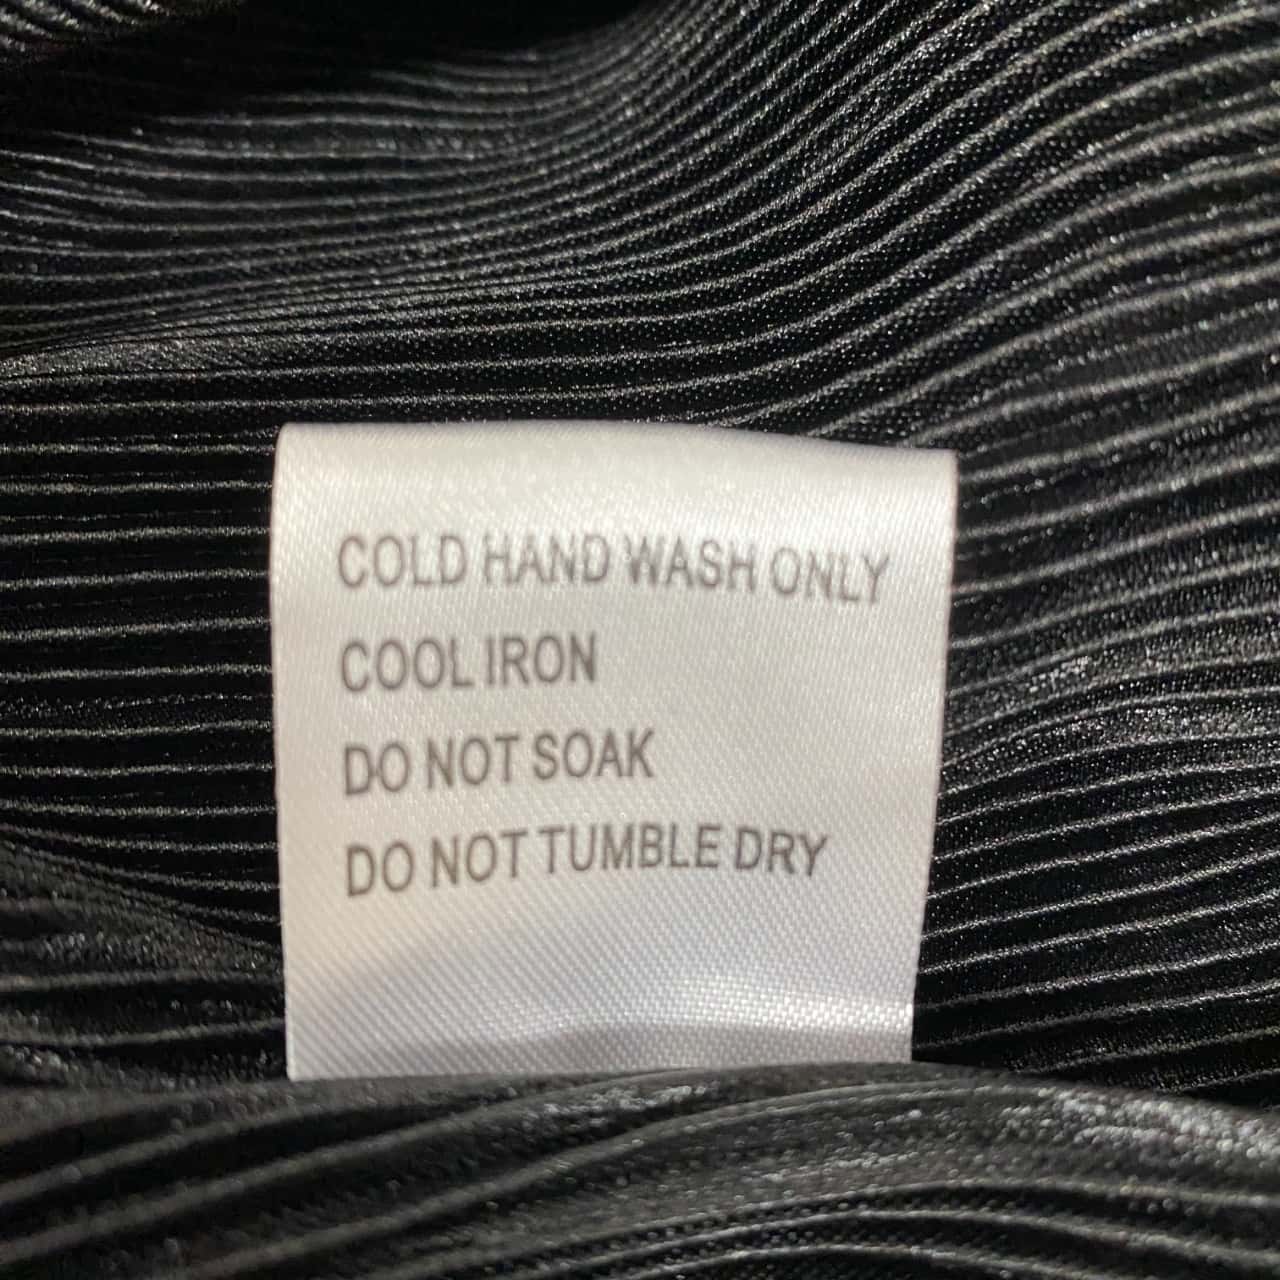 COLD HAND WASH ONLY
COOL IRON
DO NOT SOAK
DO NOT TUMBLE DRY